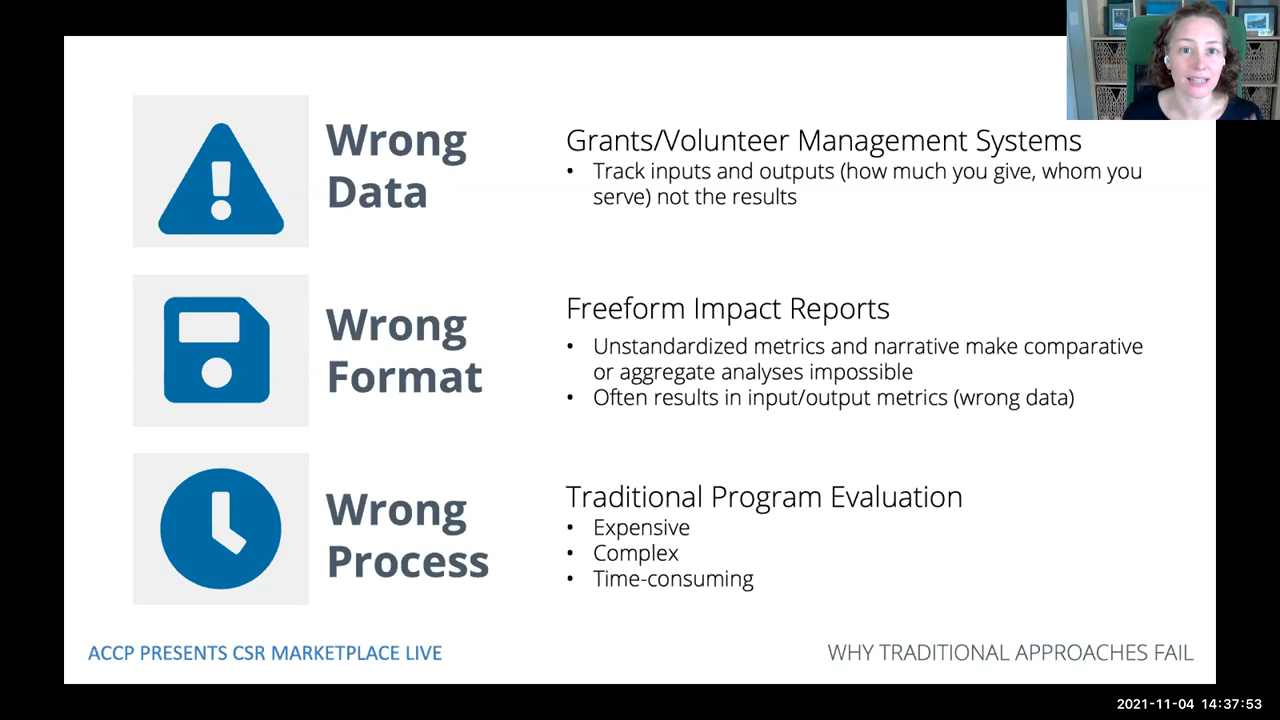 Wrong
Data
Grants/Volunteer Management Systems
• Track inputs and outputs (how much you give, whom you
serve) not the results
Wrong
Format
Freeform Impact Reports
• Unstandardized metrics and narrative make comparative
or aggregate analyses impossible
• Often results in input/output metrics (wrong data)
Wrong
Process
Traditional Program Evaluation
• Expensive
• Complex
• Time-consuming
ACCP PRESENTS CSR MARKETPLACE LIVE
WHY TRADITIONAL APPROACHES FAIL
2021-11-04 14:37:53